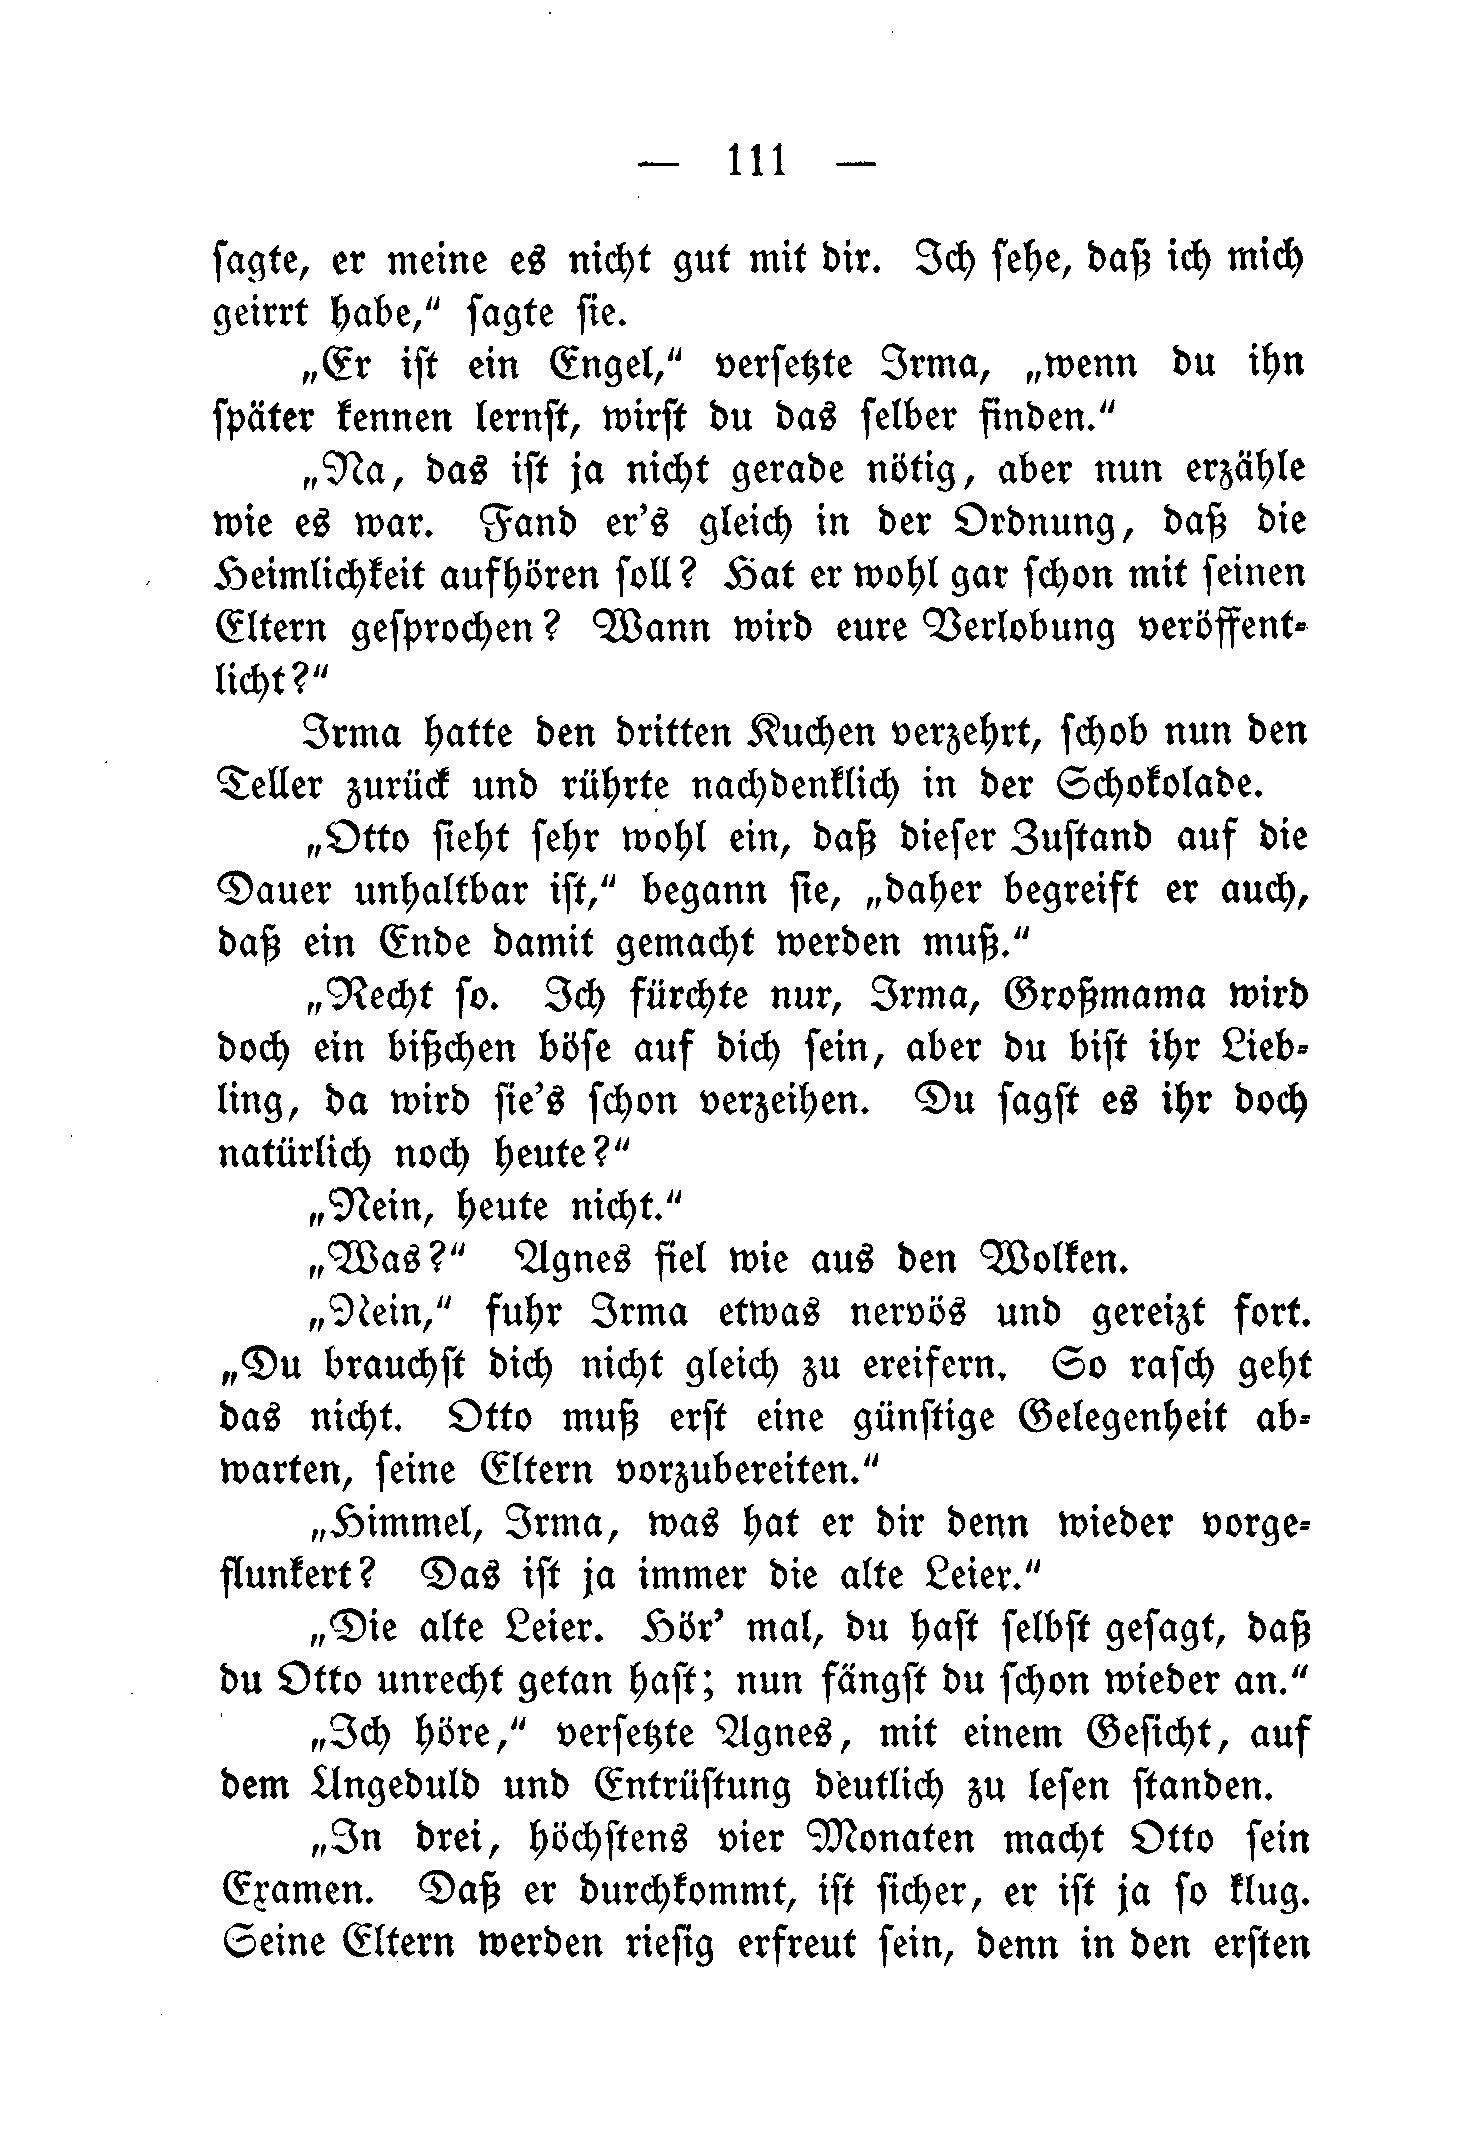 — 111 —
ſagte, er meine es nicht gut mit dir. Ich ſehe, daß ich mich
geirrt habe,“ ſagte ſie.
„Er iſt ein Engel,“ verſetzte Irma, „wenn du ihn
ſpäter kennen lernſt, wirſt du das ſelber finden.“
„Na, das iſt ja nicht gerade nötig, aber nun erzähle
wie es war. Fand er’s gleich in der Ordnung, daß die
Heimlichkeit aufhören ſoll? Hat er wohl gar ſchon mit ſeinen
Eltern geſprochen? Wann wird eure Verlobung veröffent-
licht?“
Irma hatte den dritten Kuchen verzehrt, ſchob nun den
Teller zurück und rührte nachdenklich in der Schokolade.
„Otto ſieht ſehr wohl ein, daß dieſer Zuſtand auf die
Dauer unhaltbar iſt,“ begann ſie, „daher begreift er auch,
daß ein Ende damit gemacht werden muß.“
„Recht ſo. Ich fürchte nur, Irma, Großmama wird
doch ein bißchen böſe auf dich ſein, aber du biſt ihr Lieb-
ling, da wird ſie’s ſchon verzeihen. Du ſagſt es ihr doch
natürlich noch heute?“
„Nein, heute nicht.“
„Was?“ Agnes fiel wie aus den Wolken.
„Nein,“ fuhr Irma etwas nervös und gereizt fort.
„Du brauchſt dich nicht gleich zu ereifern. So raſch geht
das nicht. Otto muß erſt eine günſtige Gelegenheit ab-
warten, ſeine Eltern vorzubereiten.“
„Himmel, Irma, was hat er dir denn wieder vorge-
flunkert? Das iſt ja immer die alte Leier.“
„Die alte Leier. Hör’ mal, du haſt ſelbſt geſagt, daß
du Otto unrecht getan haſt; nun fängſt du ſchon wieder an.“
„Ich höre,“ verſetzte Agnes, mit einem Geſicht, auf
dem Ungeduld und Entrüſtung deutlich zu leſen ſtanden.
„In drei, höchſtens vier Monaten macht Otto ſein
Examen. Daß er durchkommt, iſt ſicher, er iſt ja ſo klug.
Seine Eltern werden rieſig erfreut ſein, denn in den erſten